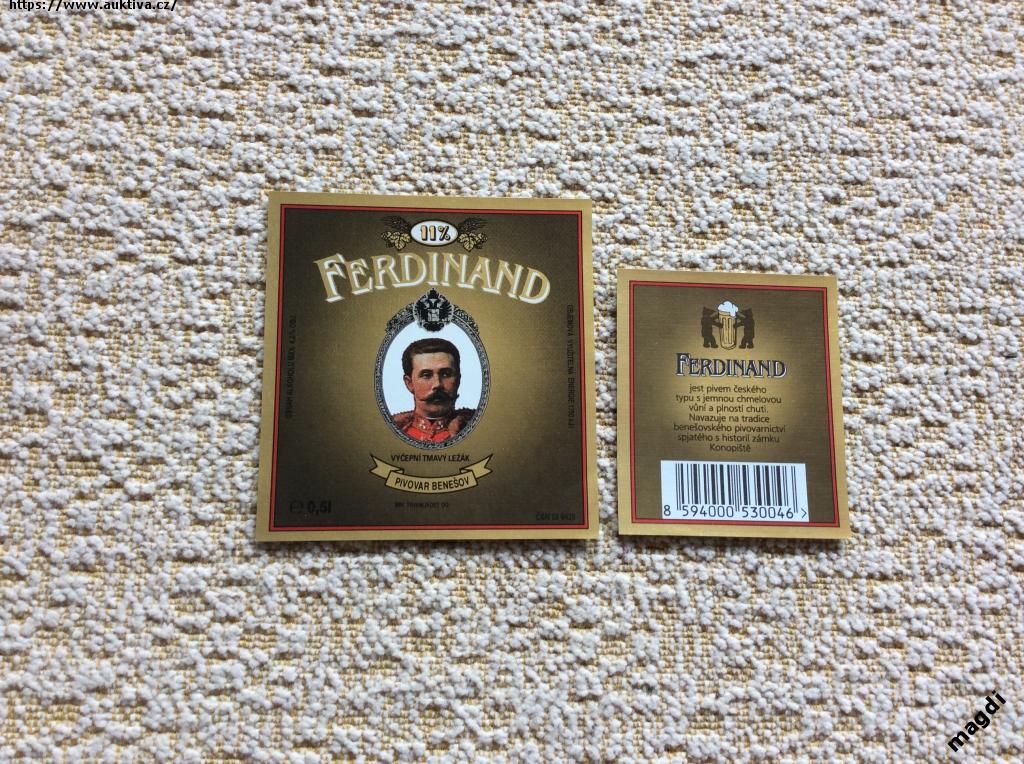 https://www.auktiva.cz/
11%
FERDINAND
VÝČEPNÍ TMAVÝ LEŽÁK
PIVOVAR BENEŠOV
0,5l
FERDINAND
jest pivem českého
typu s jemnou chmelovou
vůní a plností chuti.
Navazuje na tradice
benešovského pivovarnictví
spjatého s historií zámku
Konopiště
8 594000 530046 >
magdi